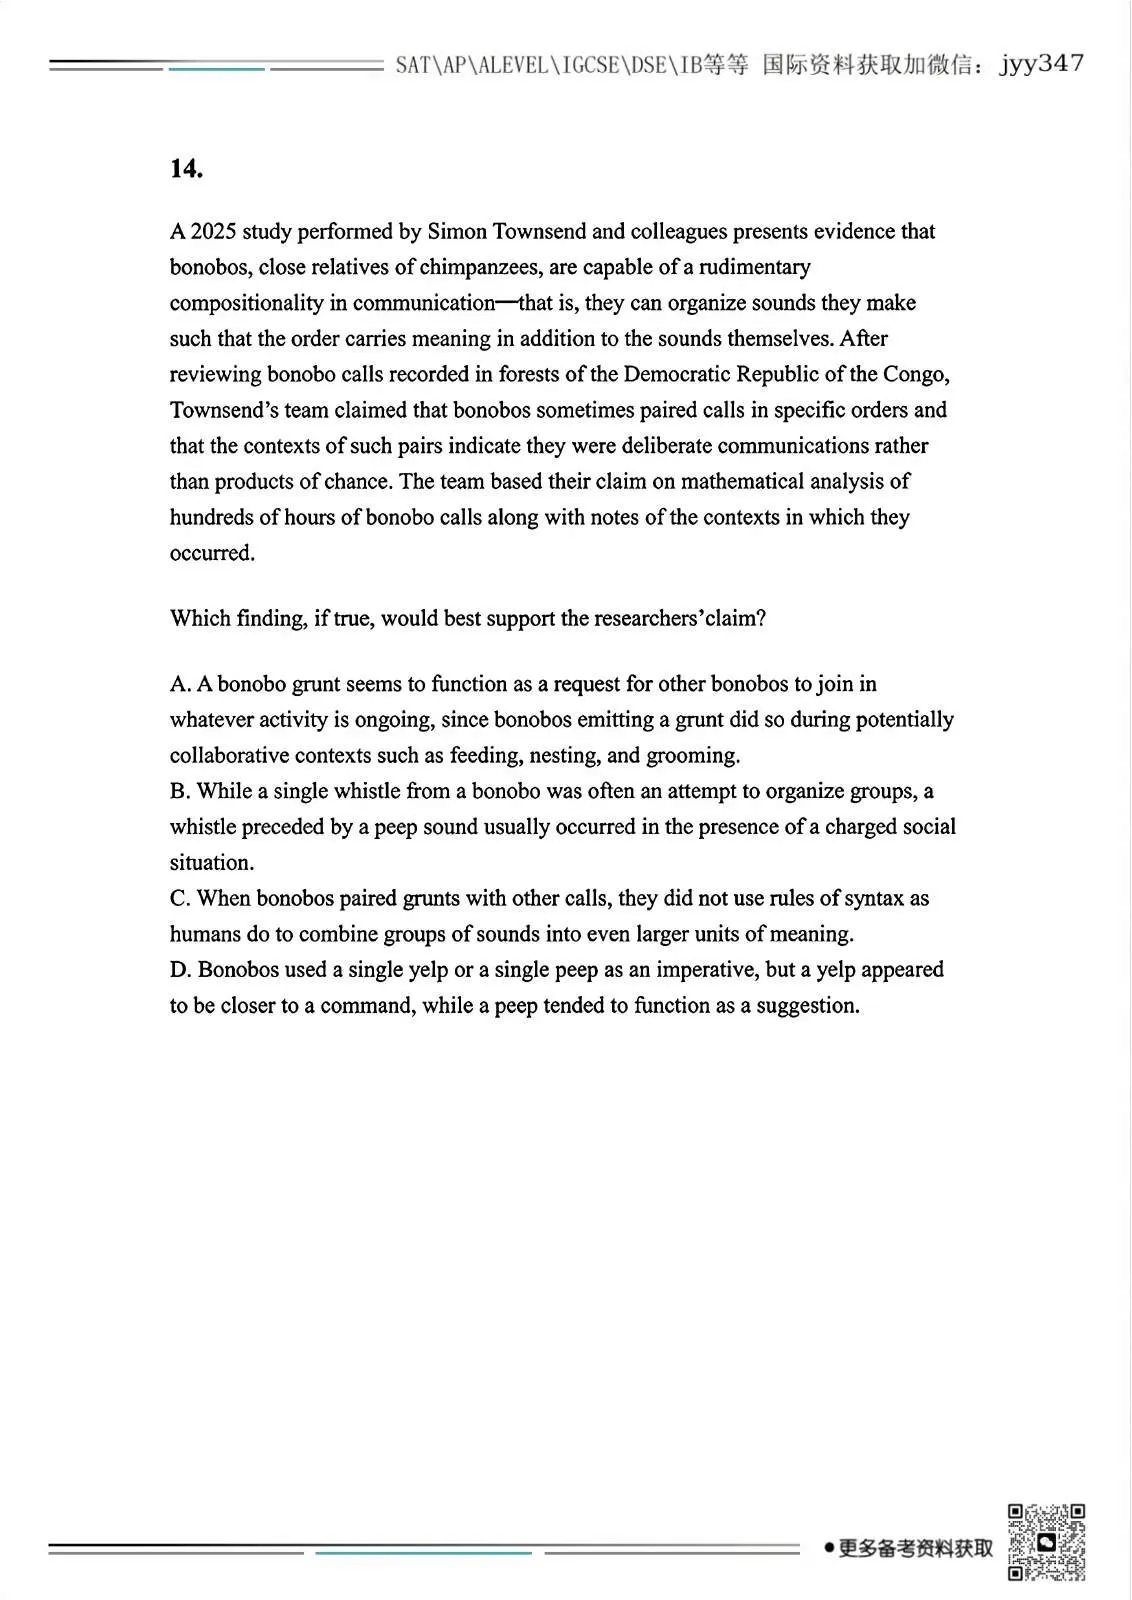 SAT\AP\ALEVEL\IGCSE\DSE\IB等等 国际资料获取加微信: jyy347
14.
A 2025 study performed by Simon Townsend and colleagues presents evidence that
bonobos, close relatives of chimpanzees, are capable of a rudimentary
compositionality in communication—that is, they can organize sounds they make
such that the order carries meaning in addition to the sounds themselves. After
reviewing bonobo calls recorded in forests of the Democratic Republic of the Congo,
Townsend's team claimed that bonobos sometimes paired calls in specific orders and
that the contexts of such pairs indicate they were deliberate communications rather
than products of chance. The team based their claim on mathematical analysis of
hundreds of hours of bonobo calls along with notes of the contexts in which they
occurred.
Which finding, if true, would best support the researchers'claim?
A. A bonobo grunt seems to function as a request for other bonobos to join in
whatever activity is ongoing, since bonobos emitting a grunt did so during potentially
collaborative contexts such as feeding, nesting, and grooming.
B. While a single whistle from a bonobo was often an attempt to organize groups, a
whistle preceded by a peep sound usually occurred in the presence of a charged social
situation.
C. When bonobos paired grunts with other calls, they did not use rules of syntax as
humans do to combine groups of sounds into even larger units of meaning.
D. Bonobos used a single yelp or a single peep as an imperative, but a yelp appeared
to be closer to a command, while a peep tended to function as a suggestion.
●更多备考资料获取